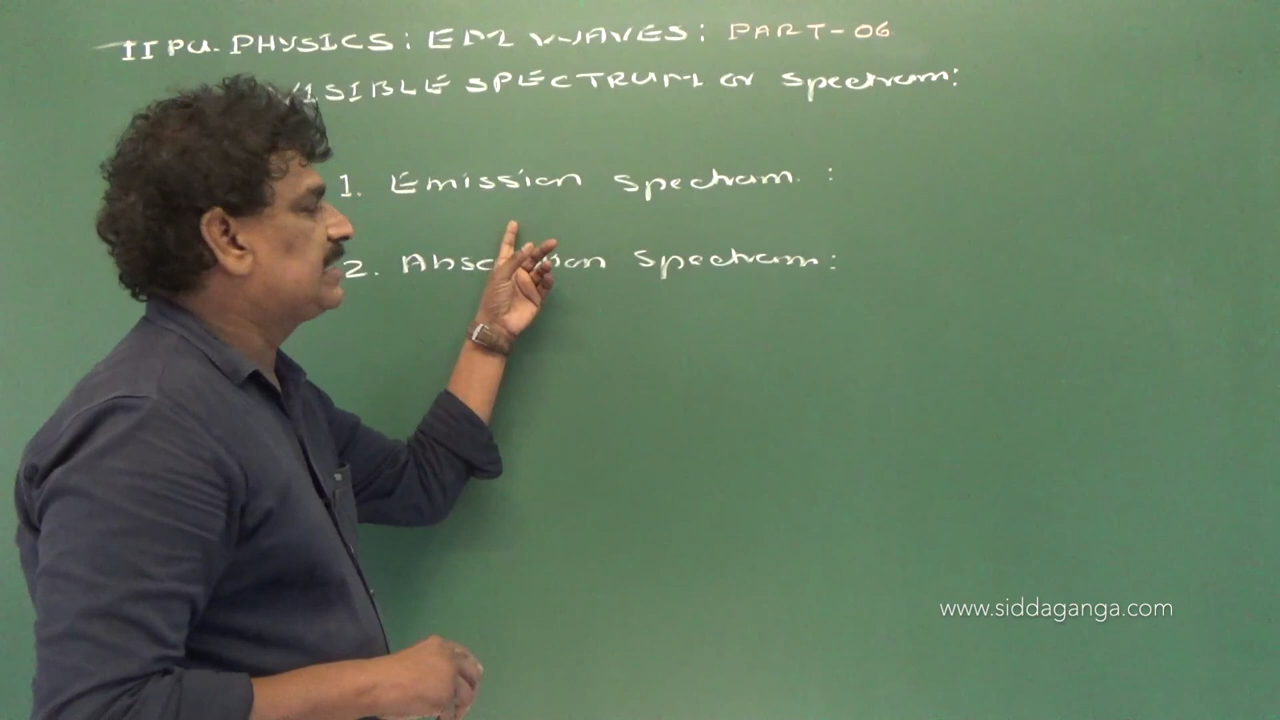 II PU. PHYSICS: EM WAVES: PART-06
VISIBLE SPECTRUM or Spectrum:
1. Emission Spectrum :
2. Spectrum:
www.siddaganga.com